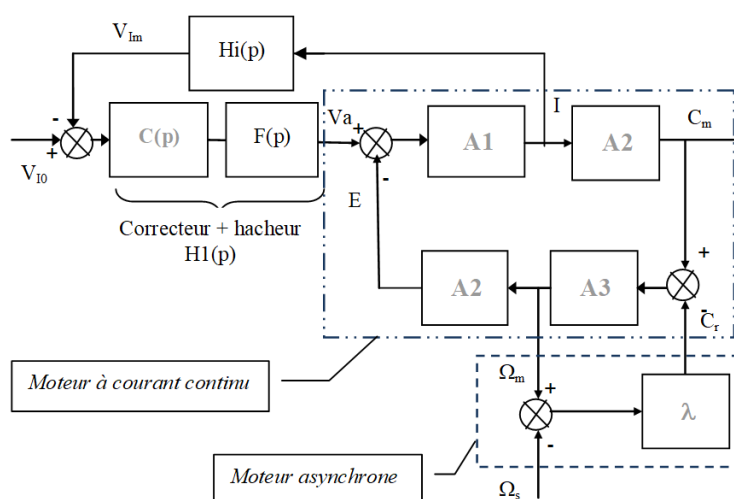 V_Im
Hi(p)
-
+
V_I0
C(p)
F(p)
Va
+
-
A1
I
A2
C_m
E
Correcteur + hacheur
H1(p)
A2
A3
+
-
C_r
Moteur à courant continu
Ω_m
+
-
λ
Moteur asynchrone
Ω_s